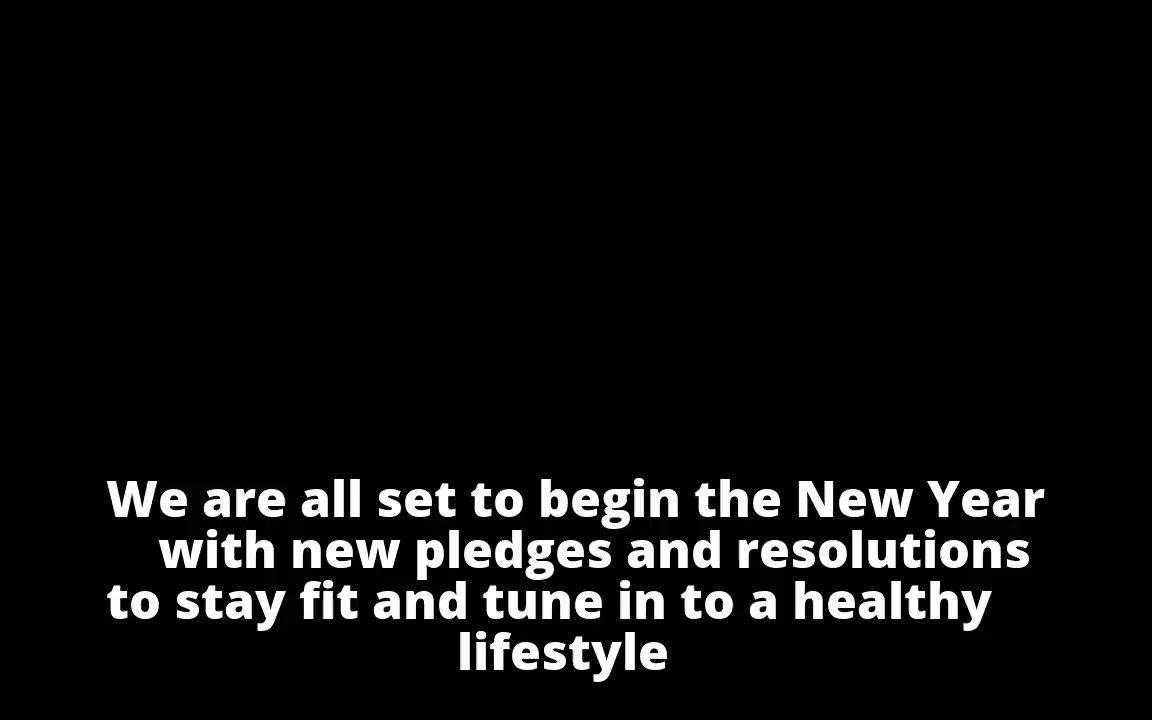 We are all set to begin the New Year
with new pledges and resolutions
to stay fit and tune in to a healthy
lifestyle